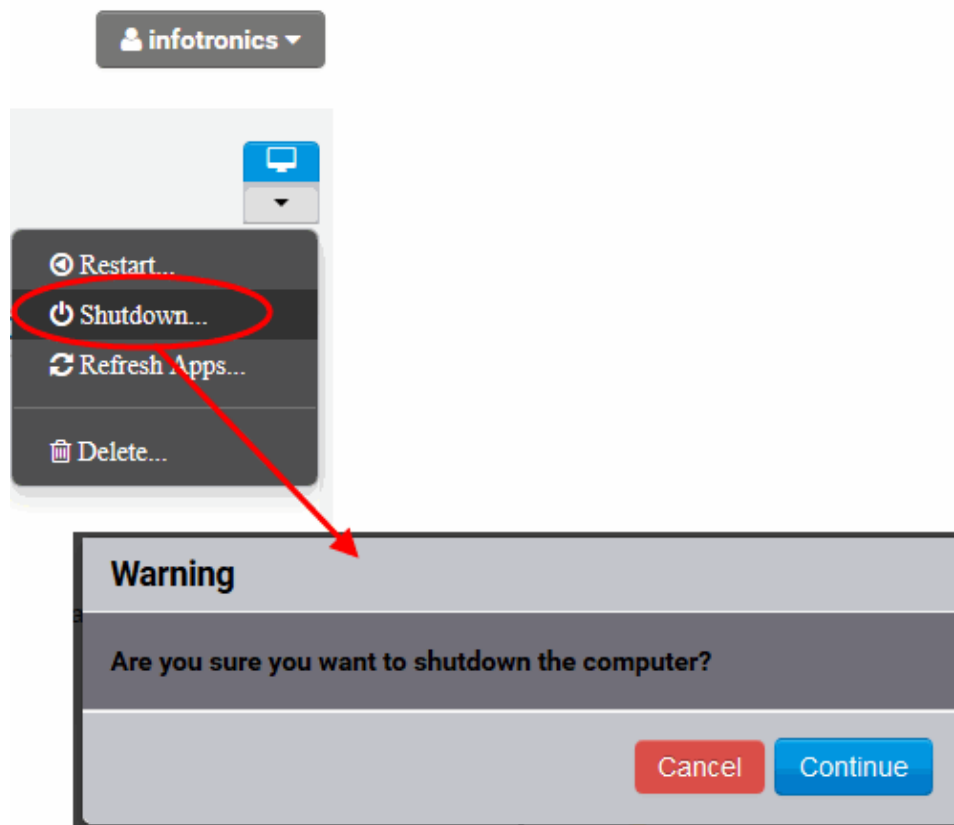 infotronics
Restart...
Shutdown...
Refresh Apps...
Delete...
Warning
a
Are you sure you want to shutdown the computer?
Cancel Continue